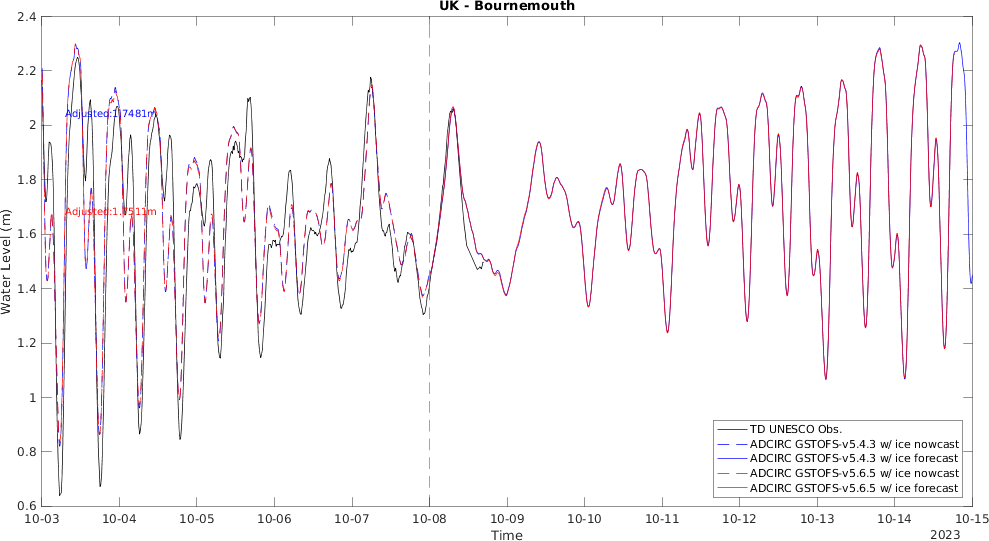 UK - Bournemouth
2.4
2.2
2
1.8
1.6
1.4
1.2
1
0.8
0.6
Water Level (m)
Adjusted:1.7481m
Adjusted:1.7511m
TD UNESCO Obs.
ADCIRC GSTOFS-v5.4.3 w/ ice nowcast
ADCIRC GSTOFS-v5.4.3 w/ ice forecast
ADCIRC GSTOFS-v5.6.5 w/ ice nowcast
ADCIRC GSTOFS-v5.6.5 w/ ice forecast
10-03 10-04 10-05 10-06 10-07 10-08 10-09 10-10 10-11 10-12 10-13 10-14 10-15
Time
2023